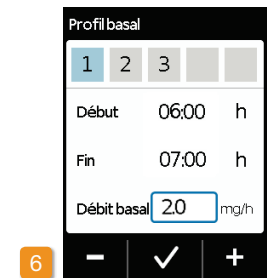 Profil basal
1 2 3
Début 06:00 h
Fin 07:00 h
Débit basal 2.0 mg/h
6 - ✓ +